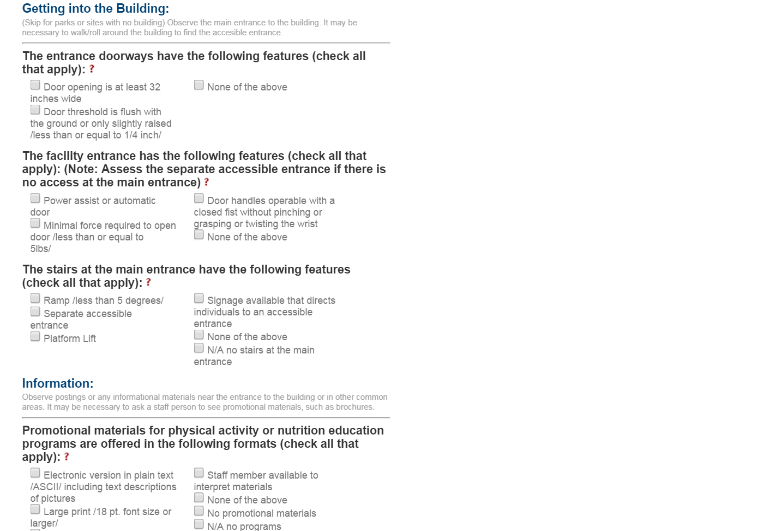 Getting into the Building:
(Skip for parks or sites with no building) Observe the main entrance to the building. It may be
necessary to walk/roll around the building to find the accesible entrance
The entrance doorways have the following features (check all
that apply): ?
Door opening is at least 32
inches wide
Door threshold is flush with
the ground or only slightly raised
/less than or equal to 1/4 inch/
None of the above
The facility entrance has the following features (check all that
apply): (Note: Assess the separate accessible entrance if there is
no access at the main entrance) ?
Power assist or automatic
door
Minimal force required to open
door /less than or equal to
5lbs/
Door handles operable with a
closed fist without pinching or
grasping or twisting the wrist
None of the above
The stairs at the main entrance have the following features
(check all that apply): ?
Ramp /less than 5 degrees/
Separate accessible
entrance
Platform Lift
Signage available that directs
individuals to an accessible
entrance
None of the above
N/A no stairs at the main
entrance
Information:
Observe postings or any informational materials near the entrance to the building or in other common
areas. It may be necessary to ask a staff person to see promotional materials, such as brochures.
Promotional materials for physical activity or nutrition education
programs are offered in the following formats (check all that
apply): ?
Electronic version in plain text
/ASCII/ including text descriptions
of pictures
Large print /18 pt. font size or
larger/
Staff member available to
interpret materials
None of the above
No promotional materials
N/A no programs